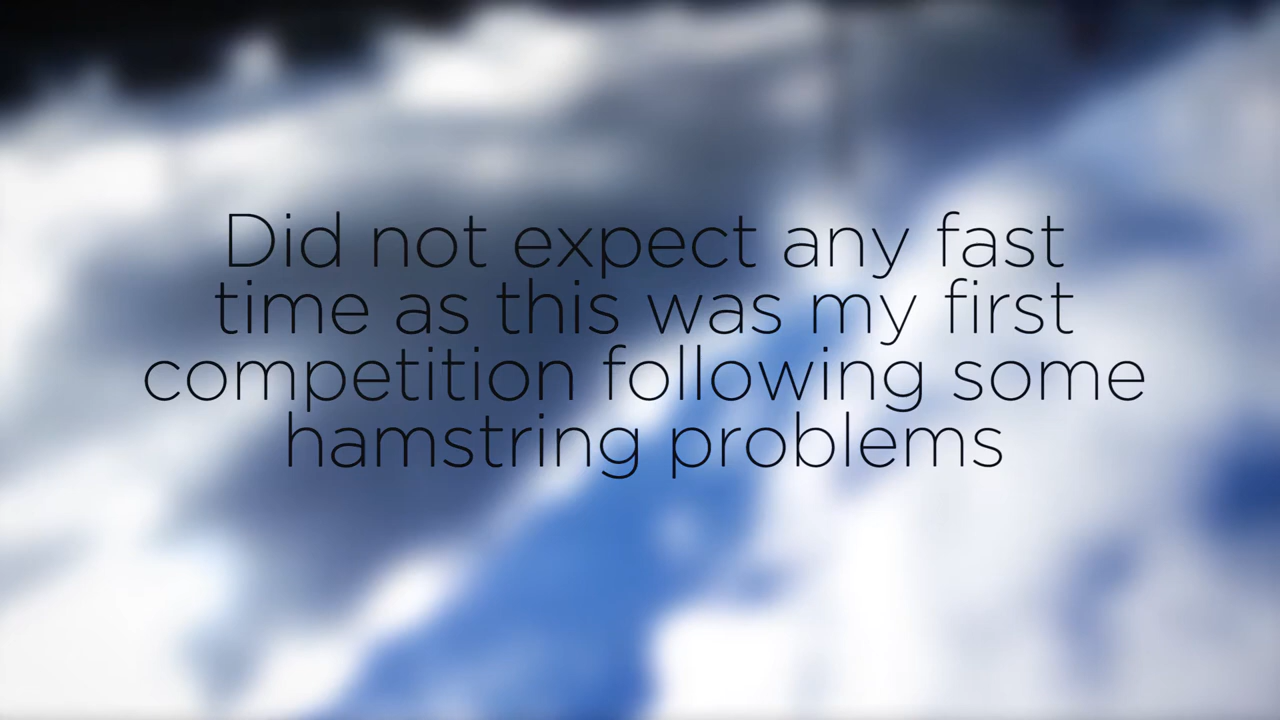 Did not expect any fast
time as this was my first
competition following some
hamstring problems